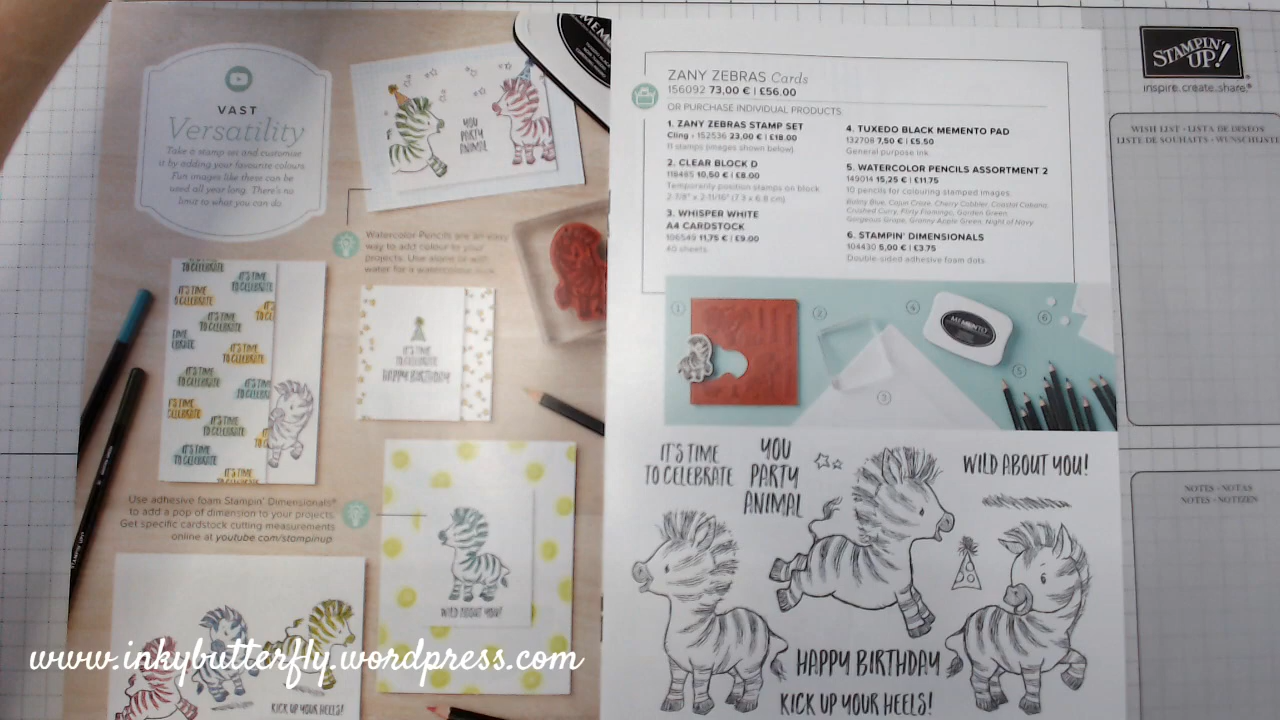 VAST
Versatility
Take a stamp set and customize
it by adding your favourite colours.
Fun images like these can be
used all year long. There's no
limit to what you can do
YOU
PARTY
ANIMAL
Watercolor Pencils are an easy
way to add colour to your
projects. Use alone or with
water for a watercolour look.
IT'S TIME
TO CELEBRATE
HAPPY BIRTHDAY
Use adhesive foam Stampin' Dimensionals®
to add a pop of dimension to your projects.
Get specific cardstock cutting measurements
online at youtube.com/stampinup
WILD ABOUT YOU!
KICK UP YOUR HEELS!
www.inkybutterfly.wordpress.com
ZANY ZEBRAS Cards
156092 73,00 € | £56.00
OR PURCHASE INDIVIDUAL PRODUCTS
1. ZANY ZEBRAS STAMP SET
Cling • 152536 23,00 € | £18.00
11 stamps (images shown below)
2. CLEAR BLOCK D
118485 10,50 € | £8.00
Temporarily position stamps on block
2-7/8" x 2-11/16" (7.3 x 6.8 cm)
3. WHISPER WHITE
A4 CARDSTOCK
106549 11,75 € | £9.00
40 sheets
4. TUXEDO BLACK MEMENTO PAD
132708 7,50 € | £5.50
General purpose ink.
5. WATERCOLOR PENCILS ASSORTMENT 2
149014 15,25 € | £11.75
10 pencils for colouring stamped images
Balmy Blue, Cajun Craze, Cherry Cobbler, Coastal Cabana,
Crushed Curry, Flirty Flamingo, Garden Green,
Gorgeous Grape, Granny Apple Green, Night of Navy
6. STAMPIN' DIMENSIONALS
104430 5,00 € | £3.75
Double-sided adhesive foam dots
1
2
3
4
5
6
MEMENTO
IT'S TIME
TO CELEBRATE
YOU
PARTY
ANIMAL
WILD ABOUT YOU!
HAPPY BIRTHDAY
KICK UP YOUR HEELS!
STAMPIN' UP!
inspire. create. share.®
WISH LIST • LISTA DE DESEOS
LISTE DE SOUHAITS • WUNSCHLISTE
NOTES • NOTAS
NOTES • NOTIZEN